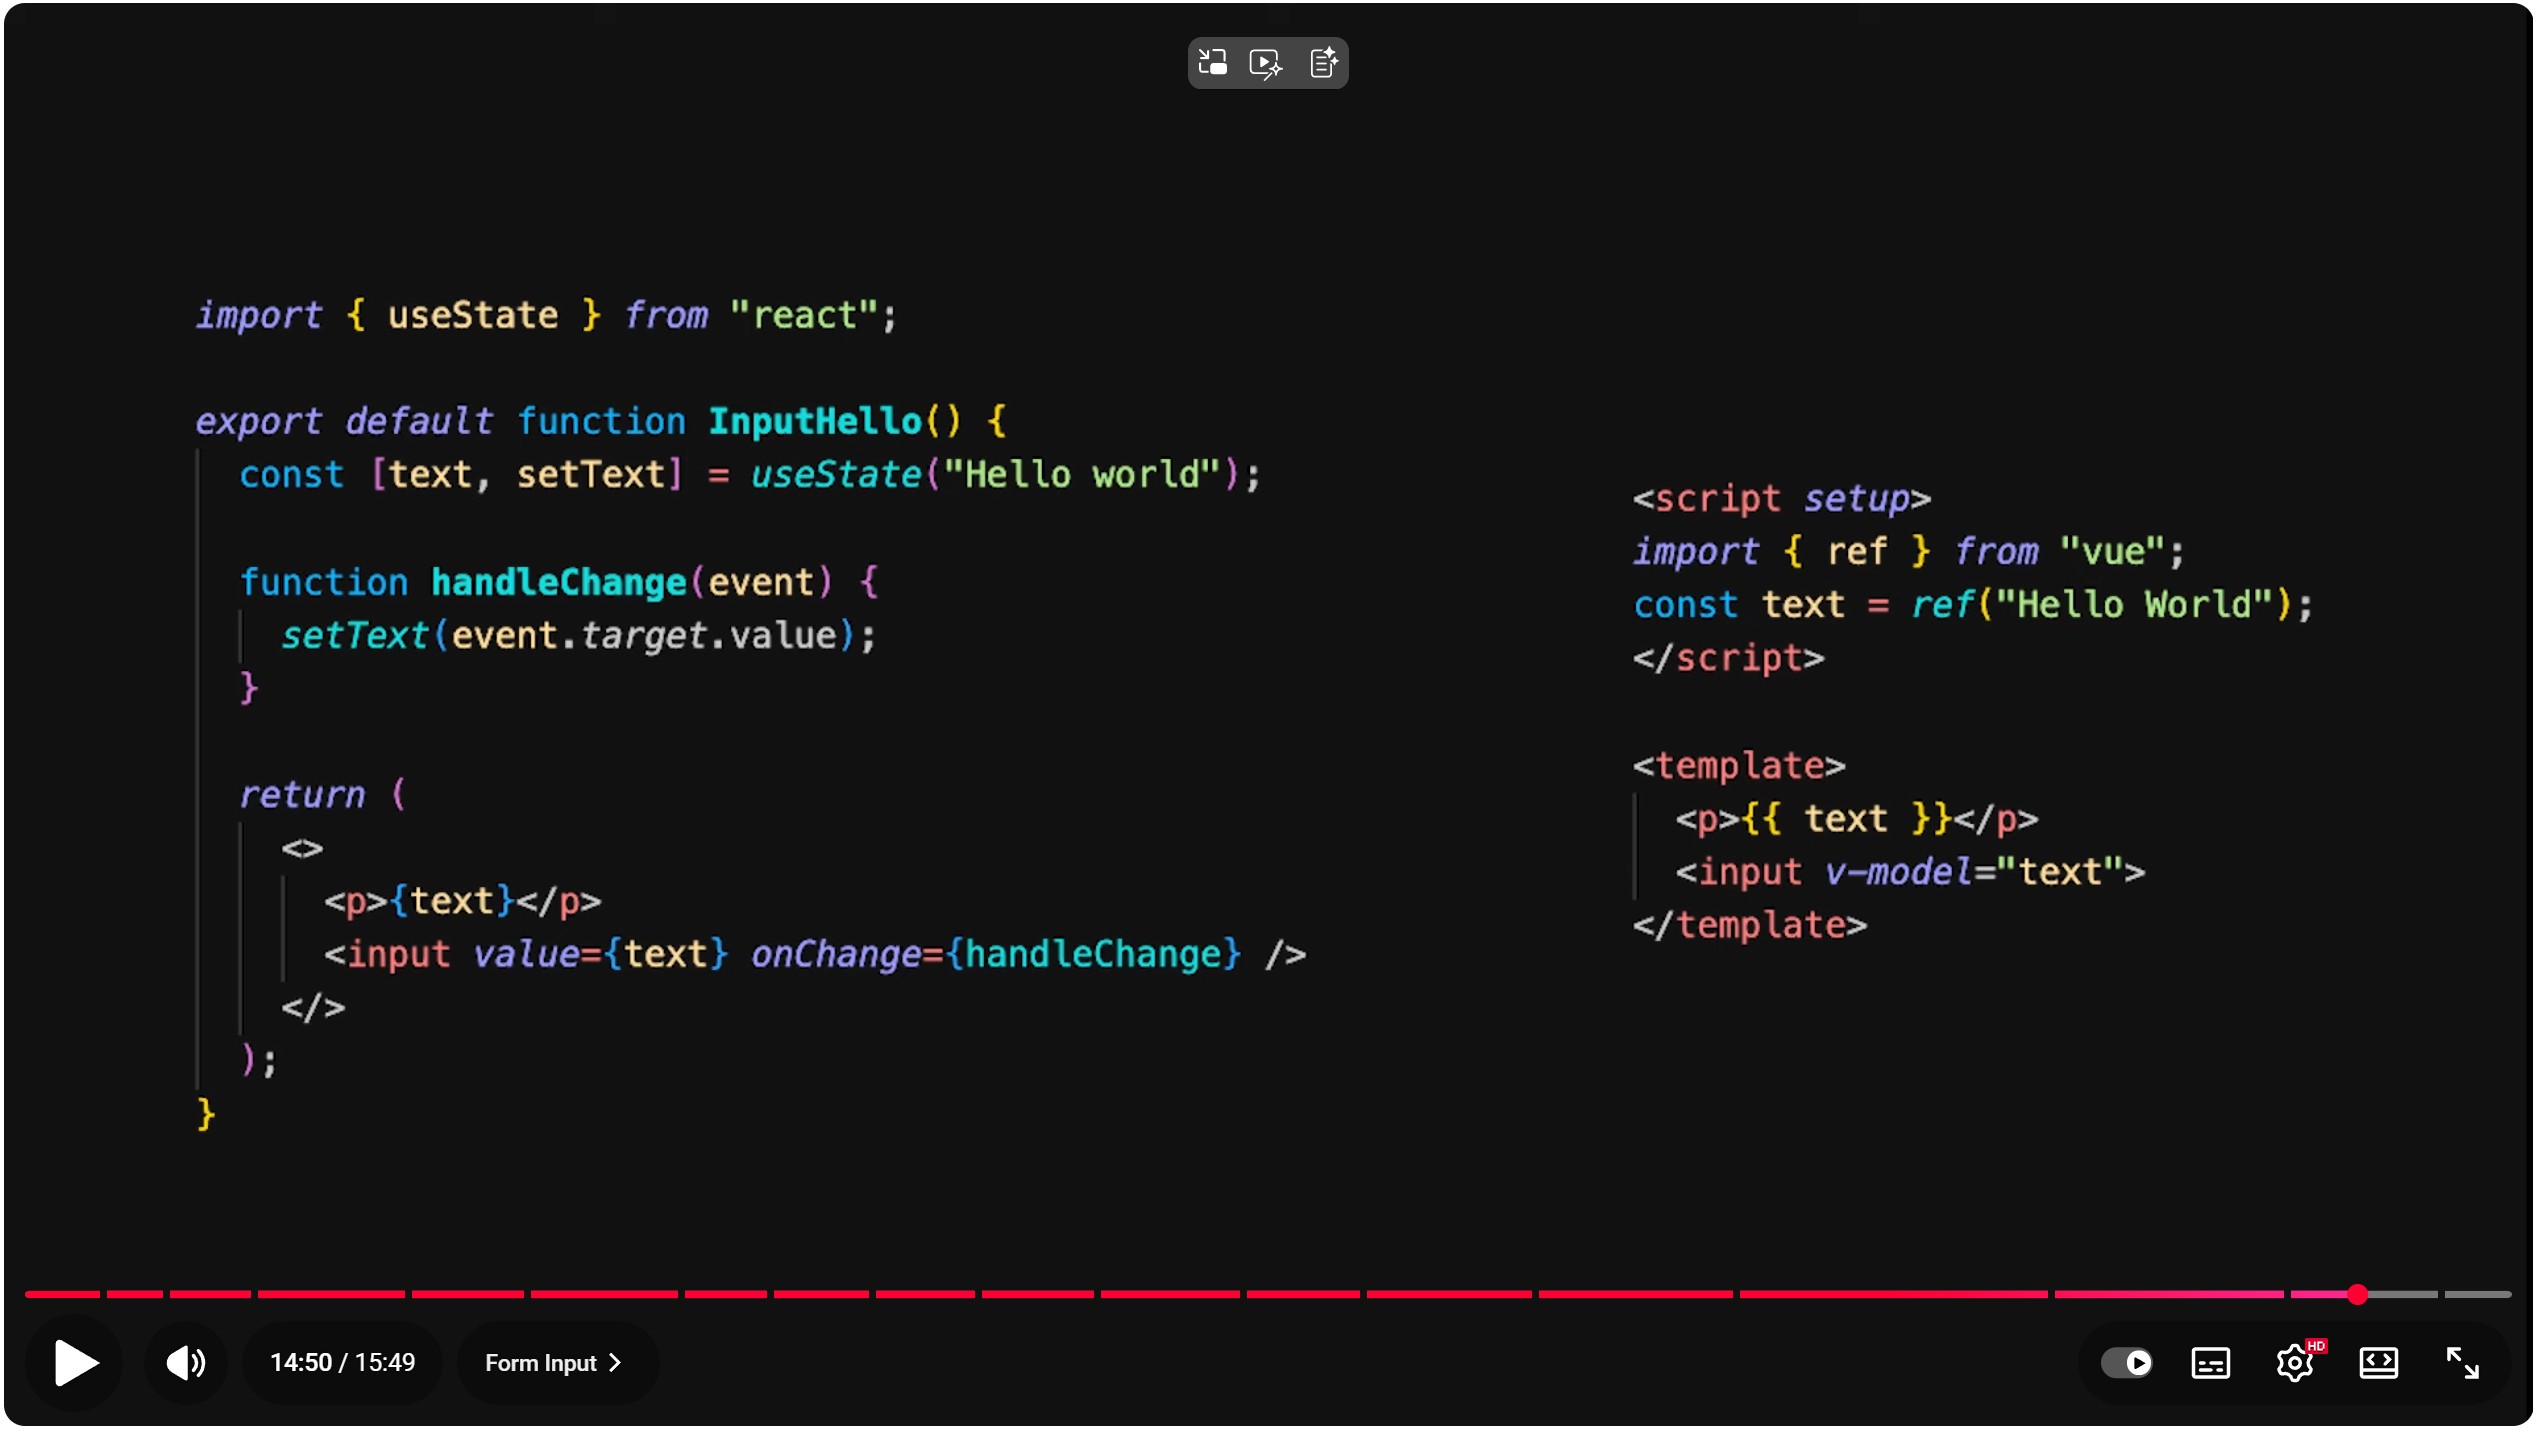 import { useState } from "react";
export default function InputHello() {
const [text, setText] = useState("Hello world");
function handleChange(event) {
setText(event.target.value);
}
return (
<>
<p>{text}</p>
<input value={text} onChange={handleChange} />
</>
);
}
<script setup>
import { ref } from "vue";
const text = ref("Hello World");
</script>
<template>
<p>{{ text }}</p>
<input v-model="text">
</template>
14:50 / 15:49
Form Input
HD